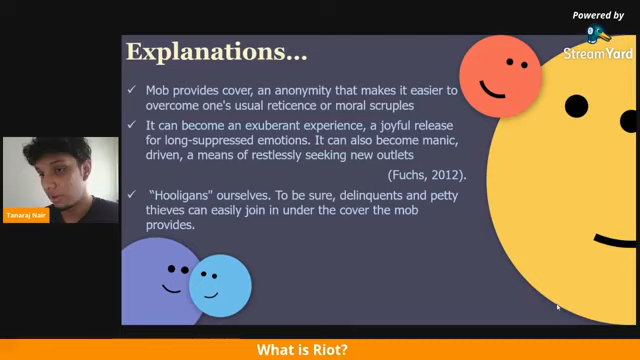 Powered by
StreamYard
Explanations...
✓ Mob provides cover, an anonymity that makes it easier to
overcome one's usual reticence or moral scruples
✓ It can become an exuberant experience, a joyful release
for long-suppressed emotions. It can also become manic,
driven, a means of restlessly seeking new outlets
(Fuchs, 2012).
✓ "Hooligans" ourselves. To be sure, delinquents and petty
thieves can easily join in under the cover the mob
provides.
Tanaraj Nair
What is Riot?